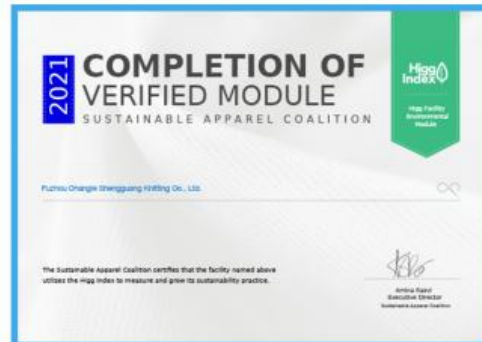 2021
COMPLETION OF
VERIFIED MODULE
SUSTAINABLE APPAREL COALITION
Higg
Index
Higg Facility
Environmental
Module
Fuzhou Changle Shengguang Knitting Co., Ltd.
The Sustainable Apparel Coalition certifies that the facility named above
utilizes the Higg Index to measure and grow its sustainability practice.
Amina Razvi
Executive Director
Sustainable Apparel Coalition